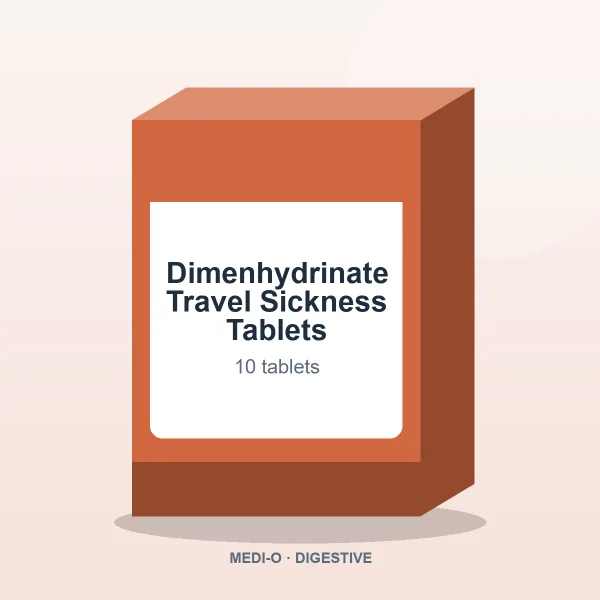 Dimenhydrinate
Travel Sickness
Tablets
10 tablets
MEDI-O · DIGESTIVE